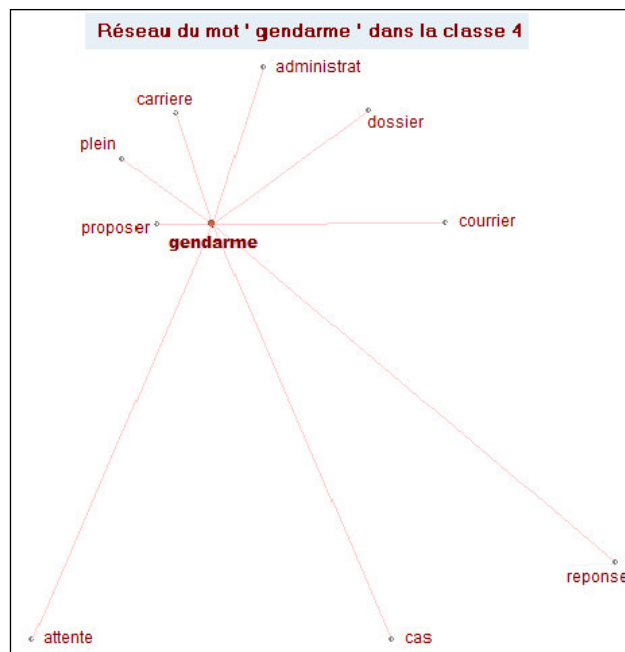 Réseau du mot ' gendarme ' dans la classe 4
administrat
carriere
dossier
plein
proposer
courrier
gendarme
reponse
attente
cas